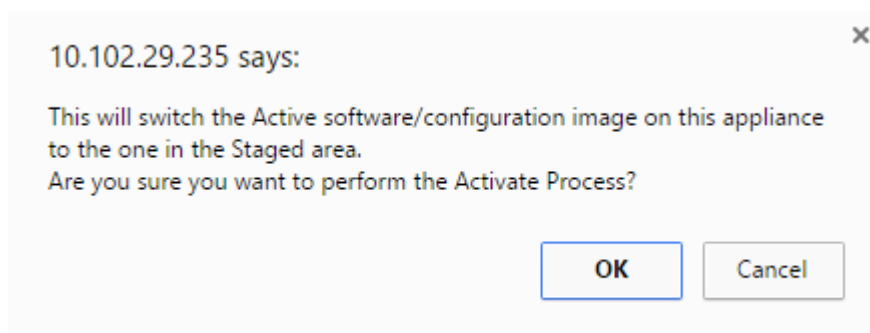 10.102.29.235 says:
This will switch the Active software/configuration image on this appliance
to the one in the Staged area.
Are you sure you want to perform the Activate Process?
OK Cancel